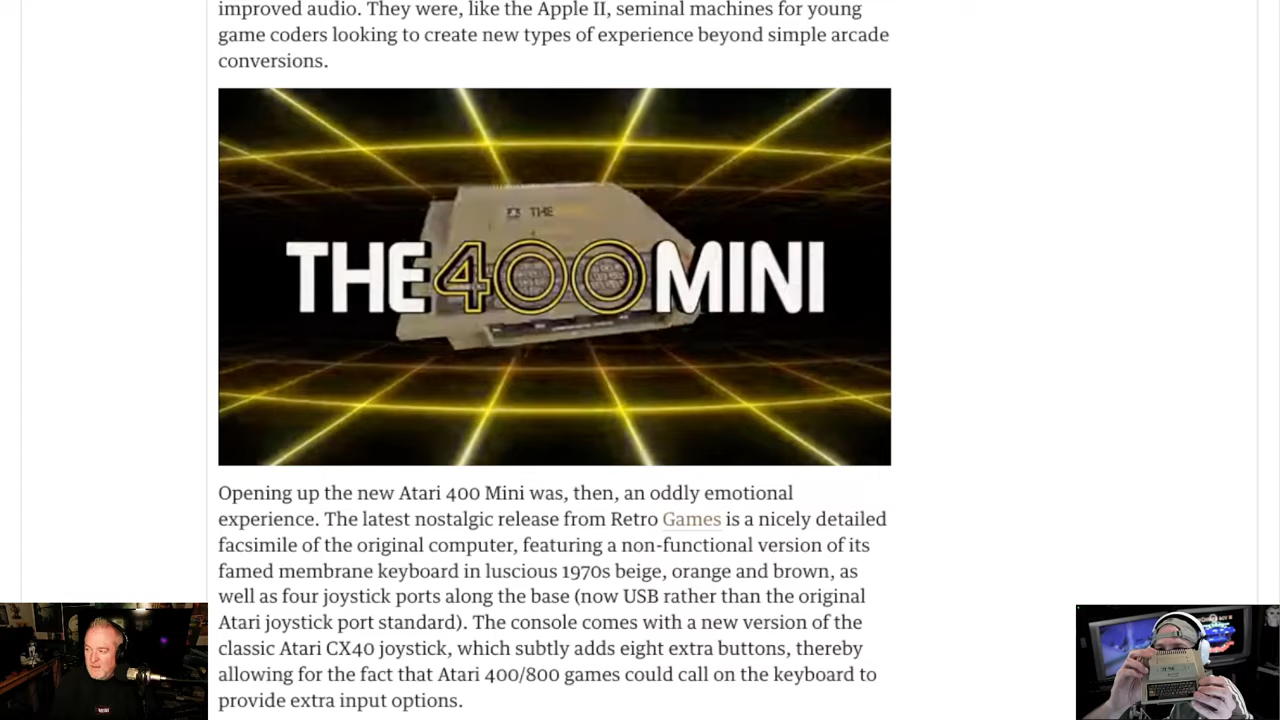 improved audio. They were, like the Apple II, seminal machines for young
game coders looking to create new types of experience beyond simple arcade
conversions.
THE
THE400MINI
Opening up the new Atari 400 Mini was, then, an oddly emotional
experience. The latest nostalgic release from Retro Games is a nicely detailed
facsimile of the original computer, featuring a non-functional version of its
famed membrane keyboard in luscious 1970s beige, orange and brown, as
well as four joystick ports along the base (now USB rather than the original
Atari joystick port standard). The console comes with a new version of the
classic Atari CX40 joystick, which subtly adds eight extra buttons, thereby
allowing for the fact that Atari 400/800 games could call on the keyboard to
provide extra input options.